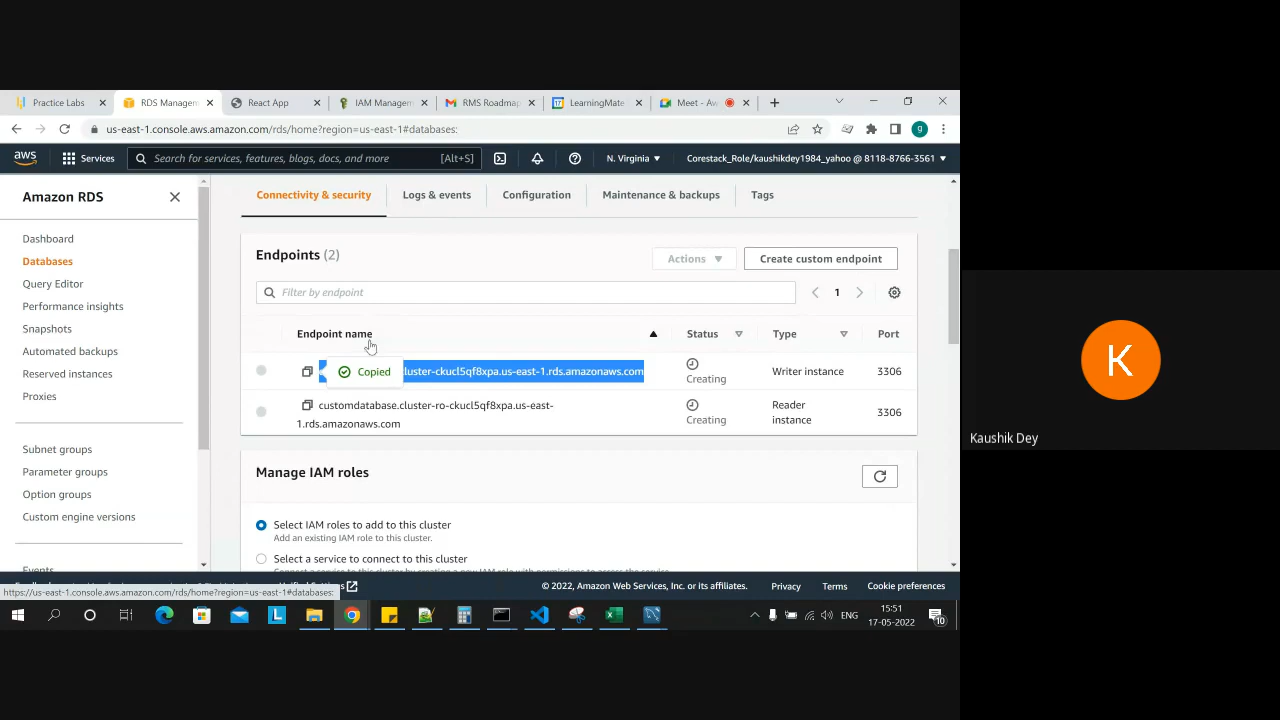 Practice Labs
RDS Managem
React App
IAM Managem
RMS Roadmap
LearningMate
Meet - Aw
us-east-1.console.aws.amazon.com/rds/home?region=us-east-1#databases:
g
aws
Services
Search for services, features, blogs, docs, and more
[Alt+S]
N. Virginia
Corestack_Role/kaushikdey1984_yahoo @ 8118-8766-3561
Amazon RDS
Dashboard
Databases
Query Editor
Performance insights
Snapshots
Automated backups
Reserved instances
Proxies
Subnet groups
Parameter groups
Option groups
Custom engine versions
Events
Connectivity & security
Logs & events
Configuration
Maintenance & backups
Tags
Endpoints (2)
Actions
Create custom endpoint
Filter by endpoint
1
Endpoint name
Status
Type
Port
Copied
cluster-ckucl5qf8xpa.us-east-1.rds.amazonaws.com
Creating
Writer instance
3306
customdatabase.cluster-ro-ckucl5qf8xpa.us-east-
1.rds.amazonaws.com
Creating
Reader
instance
3306
Manage IAM roles
Select IAM roles to add to this cluster
Add an existing IAM role to this cluster.
Select a service to connect to this cluster
© 2022, Amazon Web Services, Inc. or its affiliates.
Privacy
Terms
Cookie preferences
https://us-east-1.console.aws.amazon.com/rds/home?region=us-east-1#databases:
L
ENG
15:51
17-05-2022
10
K
Kaushik Dey